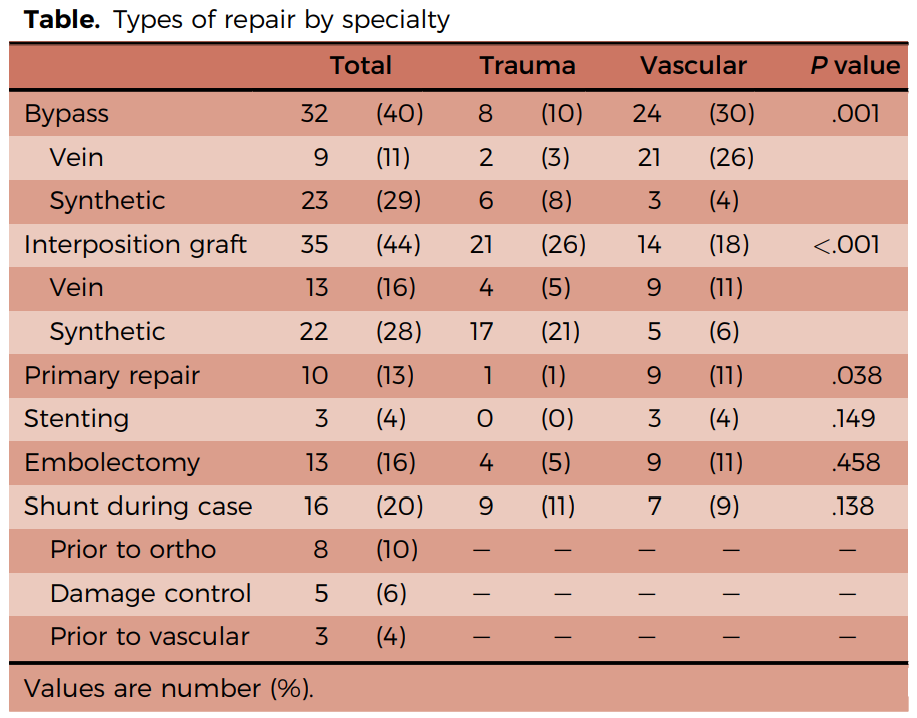 Table. Types of repair by specialty
Total Trauma Vascular P value
Bypass 32 (40) 8 (10) 24 (30) .001
Vein 9 (11) 2 (3) 21 (26)
Synthetic 23 (29) 6 (8) 3 (4)
Interposition graft 35 (44) 21 (26) 14 (18) <.001
Vein 13 (16) 4 (5) 9 (11)
Synthetic 22 (28) 17 (21) 5 (6)
Primary repair 10 (13) 1 (1) 9 (11) .038
Stenting 3 (4) 0 (0) 3 (4) .149
Embolectomy 13 (16) 4 (5) 9 (11) .458
Shunt during case 16 (20) 9 (11) 7 (9) .138
Prior to ortho 8 (10) – – – – –
Damage control 5 (6) – – – – –
Prior to vascular 3 (4) – – – – –
Values are number (%).